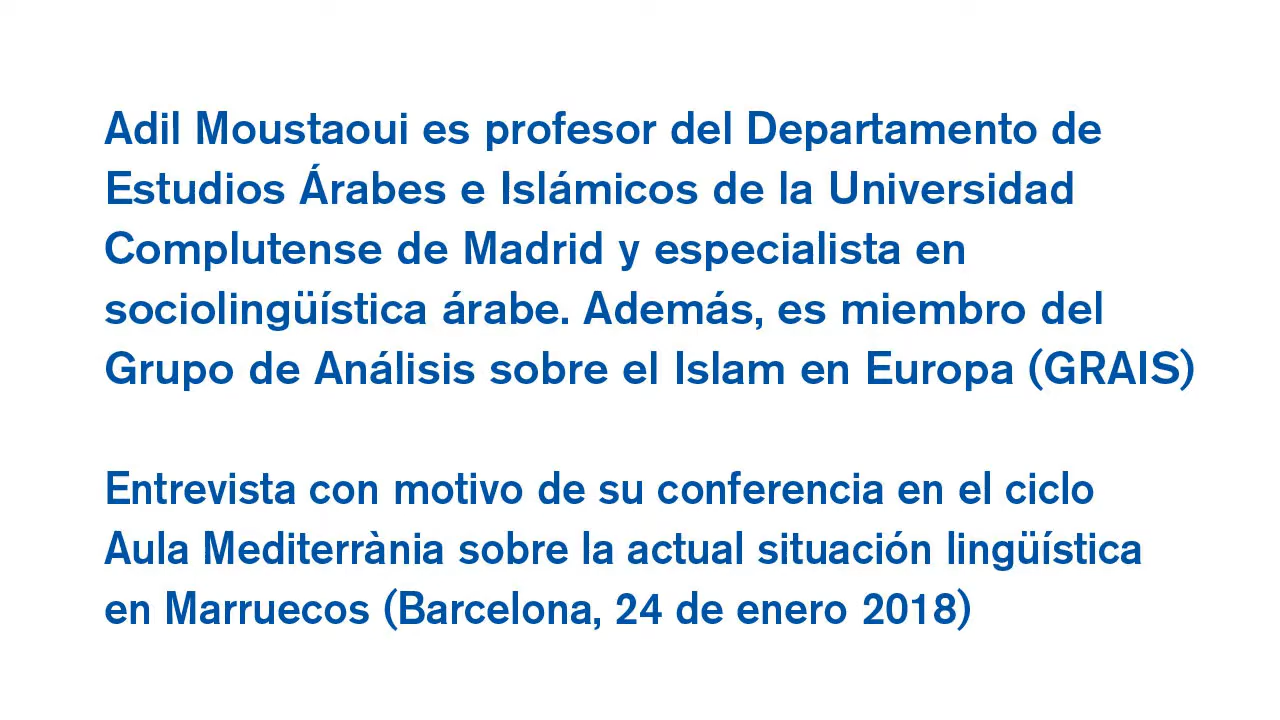 Adil Moustaoui es profesor del Departamento de
Estudios Árabes e Islámicos de la Universidad
Complutense de Madrid y especialista en
sociolingüística árabe. Además, es miembro del
Grupo de Análisis sobre el Islam en Europa (GRAIS)
Entrevista con motivo de su conferencia en el ciclo
Aula Mediterrània sobre la actual situación lingüística
en Marruecos (Barcelona, 24 de enero 2018)